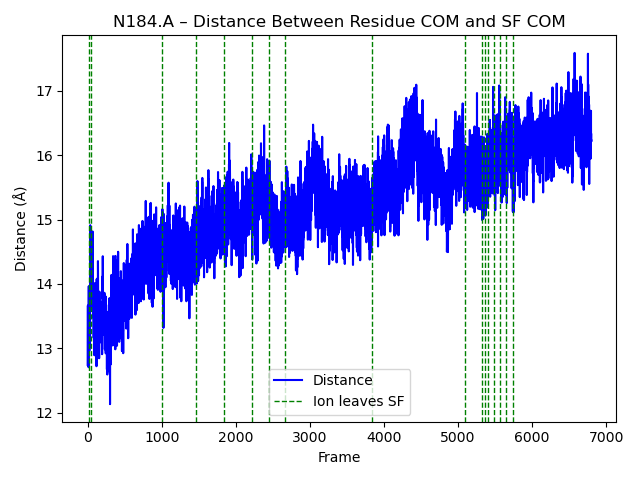 N184.A – Distance Between Residue COM and SF COM
Distance (Å)
17
16
15
14
13
12
Distance
Ion leaves SF
0 1000 2000 3000 4000 5000 6000 7000
Frame